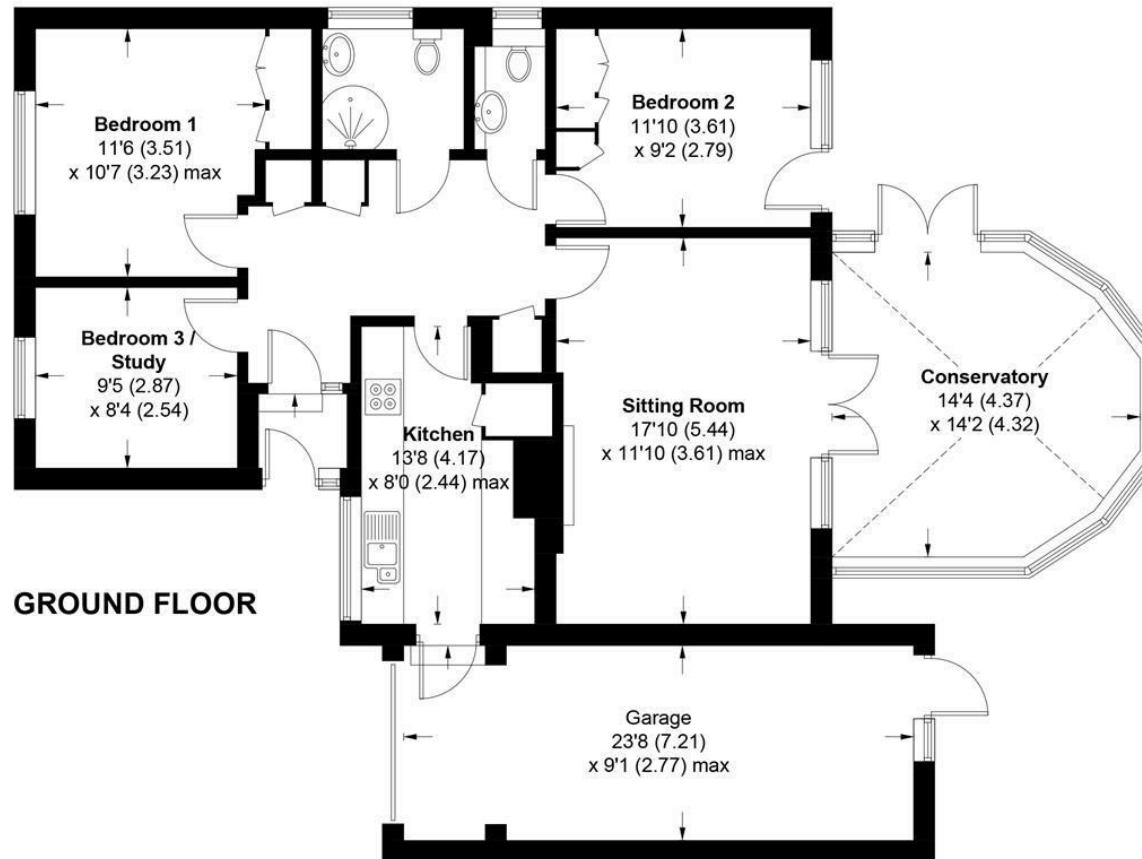 Bedroom 1
11'6 (3.51)
x 10'7 (3.23) max
Bedroom 2
11'10 (3.61)
x 9'2 (2.79)
Bedroom 3 /
Study
9'5 (2.87)
x 8'4 (2.54)
Kitchen
13'8 (4.17)
x 8'0 (2.44) max
Sitting Room
17'10 (5.44)
x 11'10 (3.61) max
Conservatory
14'4 (4.37)
x 14'2 (4.32)
GROUND FLOOR
Garage
23'8 (7.21)
x 9'1 (2.77) max